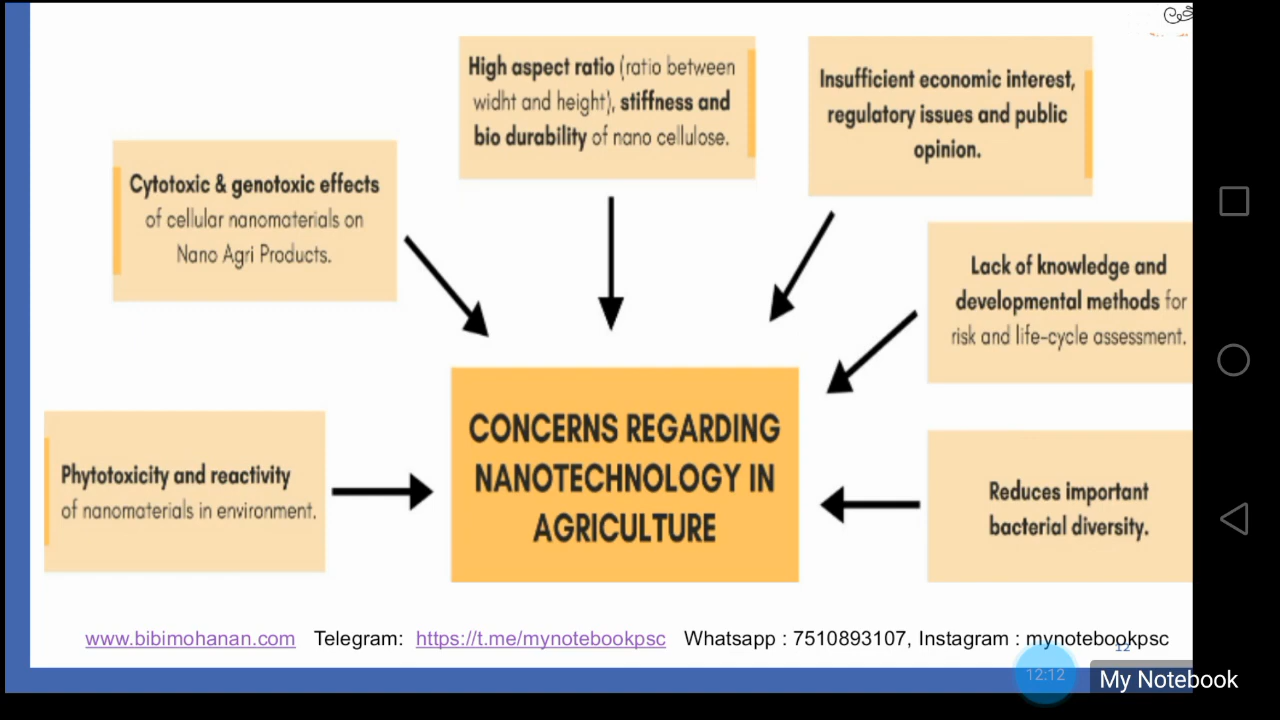 High aspect ratio (ratio between
widht and height), stiffness and
bio durability of nano cellulose.
Insufficient economic interest,
regulatory issues and public
opinion.
Cytotoxic & genotoxic effects
of cellular nanomaterials on
Nano Agri Products.
Lack of knowledge and
developmental methods for
risk and life-cycle assessment.
Phytotoxicity and reactivity
of nanomaterials in environment.
CONCERNS REGARDING
NANOTECHNOLOGY IN
AGRICULTURE
Reduces important
bacterial diversity.
www.bibimohanan.com Telegram: https://t.me/mynotebookpsc Whatsapp : 7510893107, Instagram : mynotebookpsc
12
12:12
My Notebook